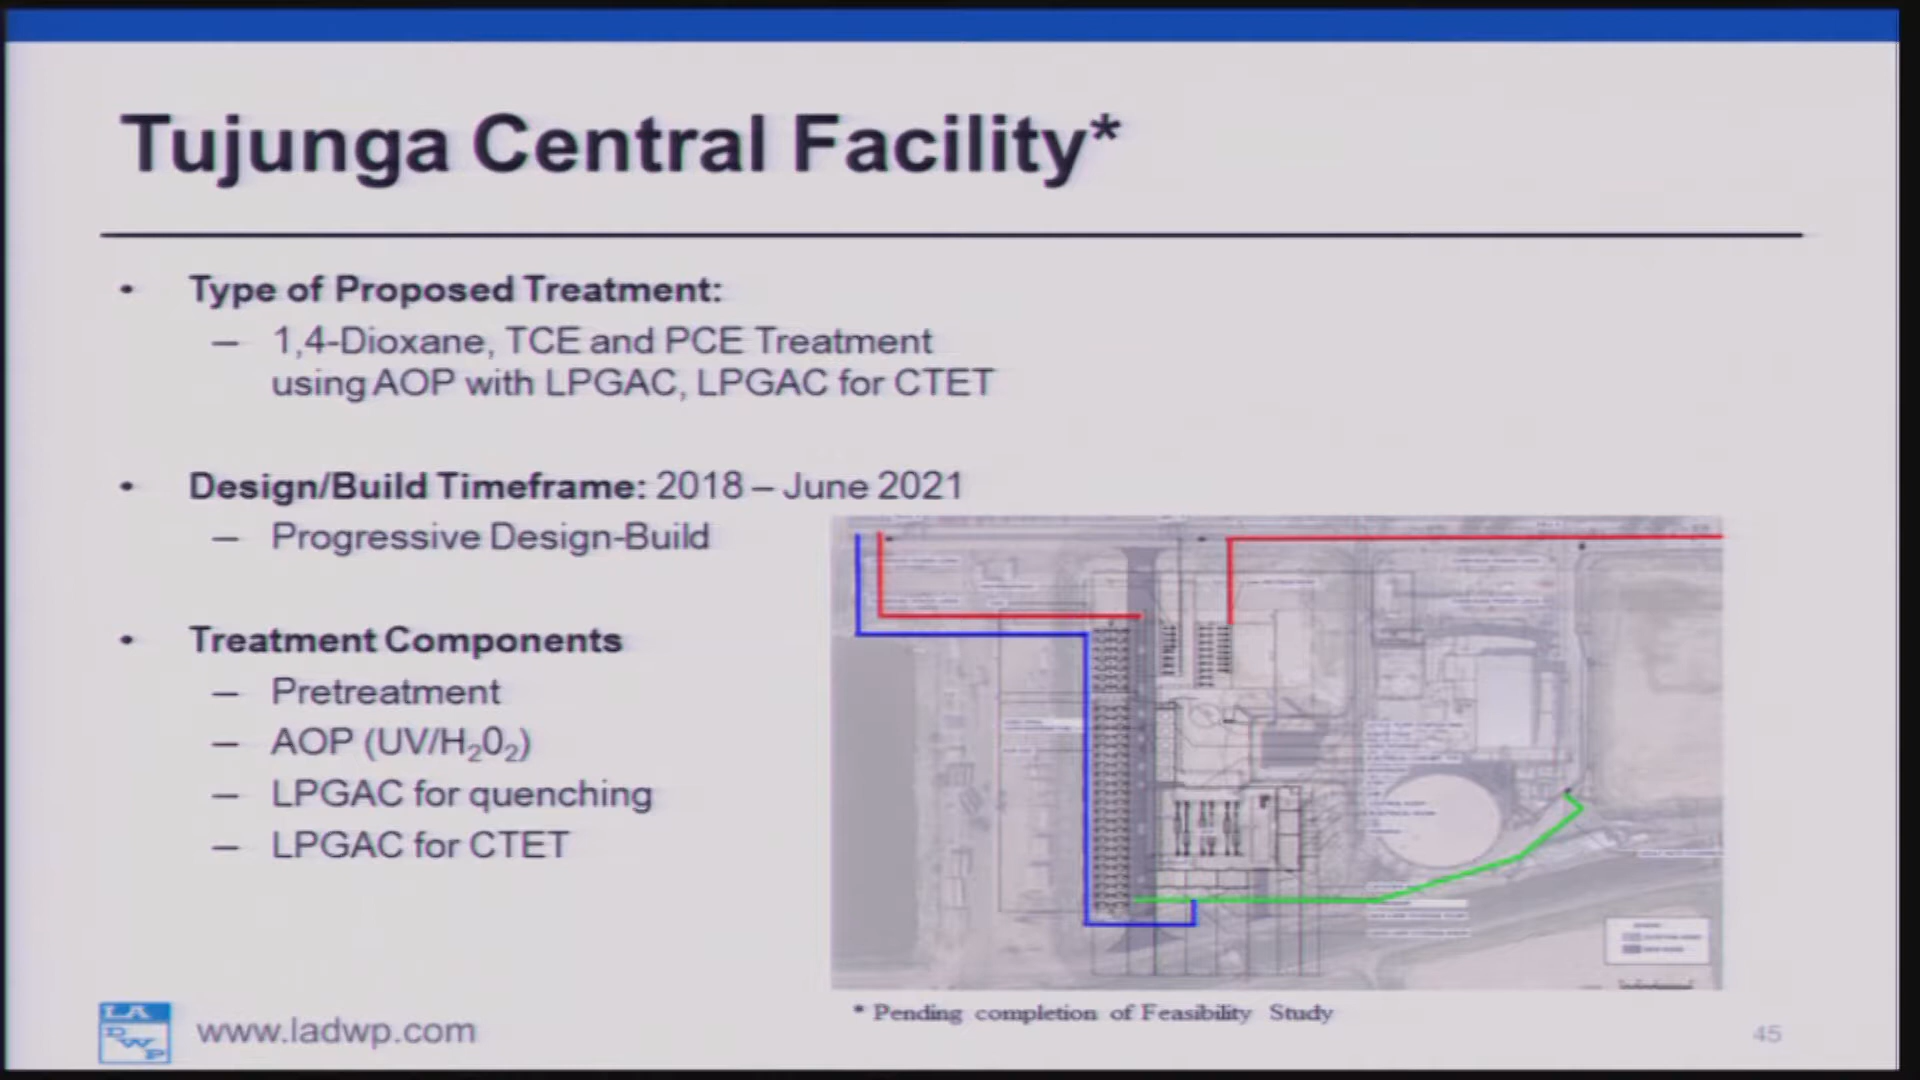 Tujunga Central Facility*
• Type of Proposed Treatment:
– 1,4-Dioxane, TCE and PCE Treatment
using AOP with LPGAC, LPGAC for CTET
• Design/Build Timeframe: 2018 – June 2021
– Progressive Design-Build
• Treatment Components
– Pretreatment
– AOP (UV/H₂0₂)
– LPGAC for quenching
– LPGAC for CTET
* Pending completion of Feasibility Study
LA
DWP
www.ladwp.com
45